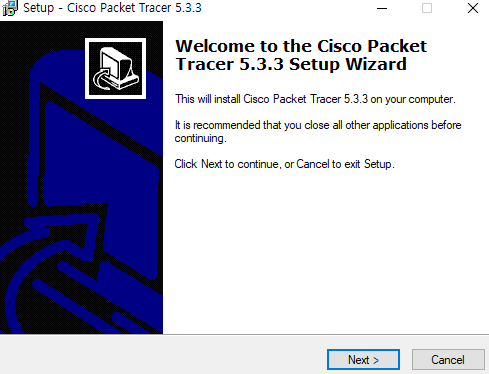 Setup - Cisco Packet Tracer 5.3.3
Welcome to the Cisco Packet
Tracer 5.3.3 Setup Wizard
This will install Cisco Packet Tracer 5.3.3 on your computer.
It is recommended that you close all other applications before
continuing.
Click Next to continue, or Cancel to exit Setup.
Next >
Cancel